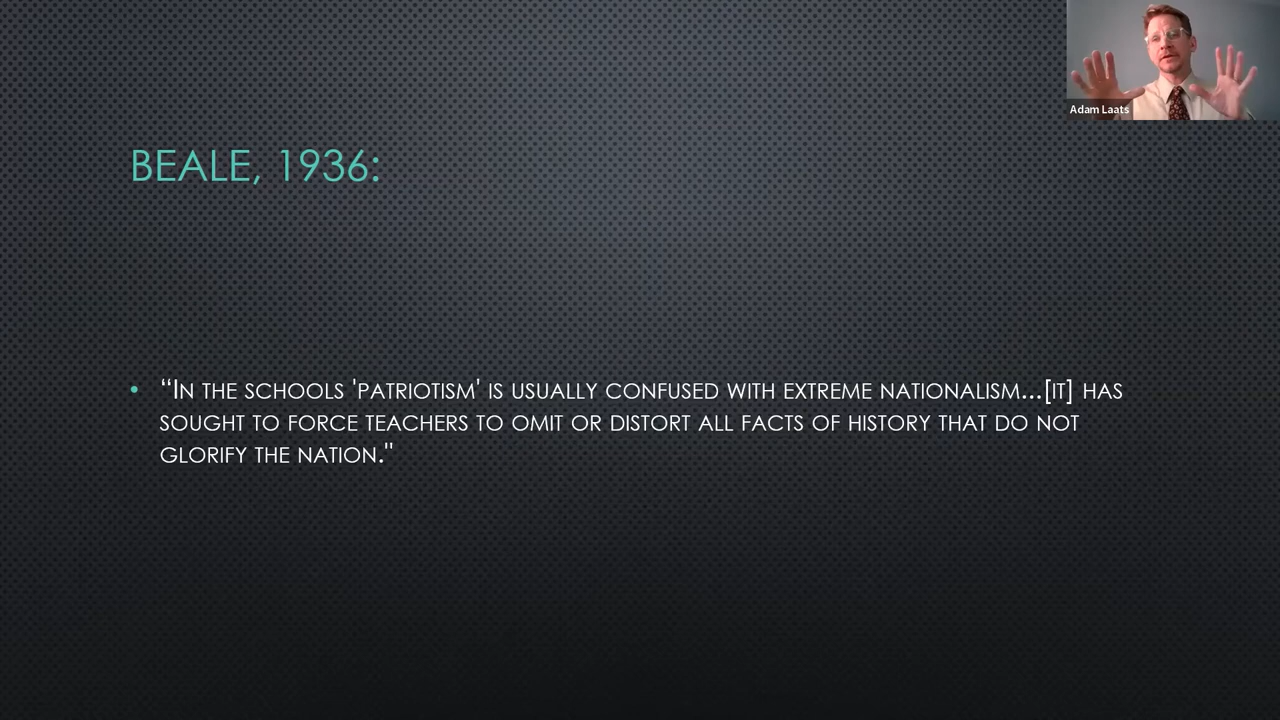 Adam Laats
BEALE, 1936:
• “IN THE SCHOOLS 'PATRIOTISM' IS USUALLY CONFUSED WITH EXTREME NATIONALISM...[IT] HAS
SOUGHT TO FORCE TEACHERS TO OMIT OR DISTORT ALL FACTS OF HISTORY THAT DO NOT
GLORIFY THE NATION."